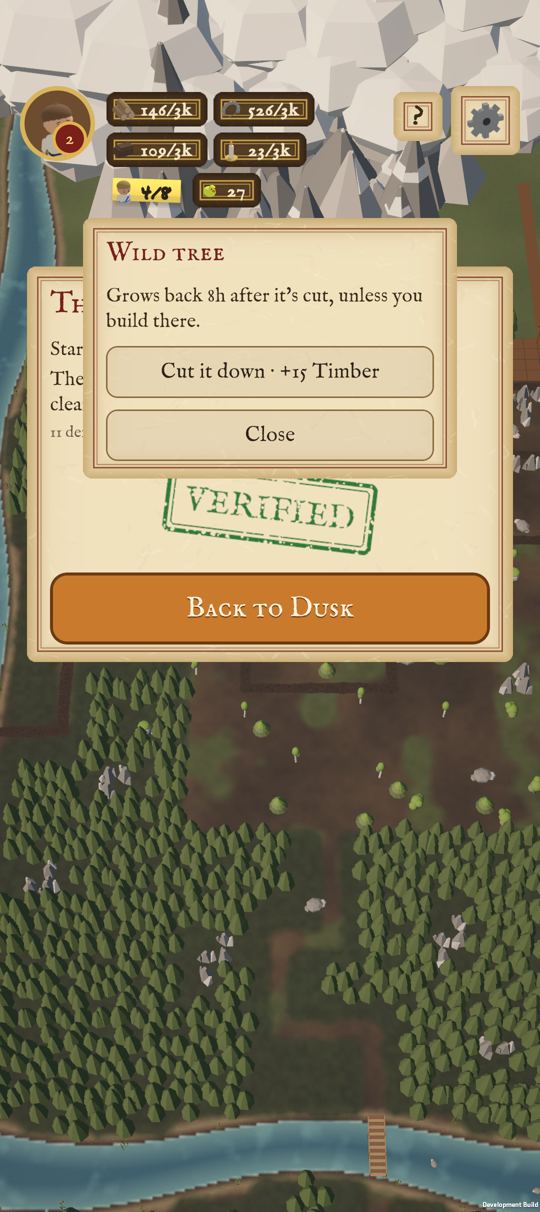 2
146/3k
526/3k
109/3k
23/3k
4/8
27
?
Wild tree
Grows back 8h after it's cut, unless you
build there.
Cut it down · +15 Timber
Close
Th
Star
The
clea
11 de
VERIFIED
Back to Dusk
Development Build